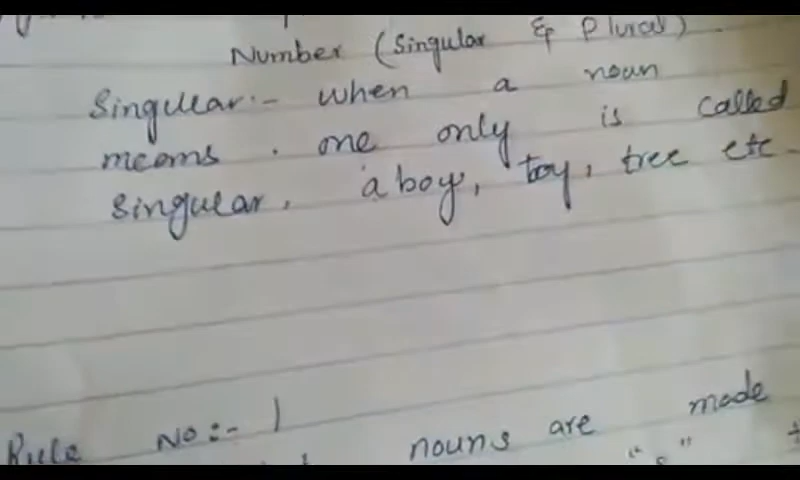 Number (Singular & Plural)
Singular:- when a noun
means. one only is called
singular. a boy, toy, tree etc.
Rule No:- 1
nouns are made
"s"